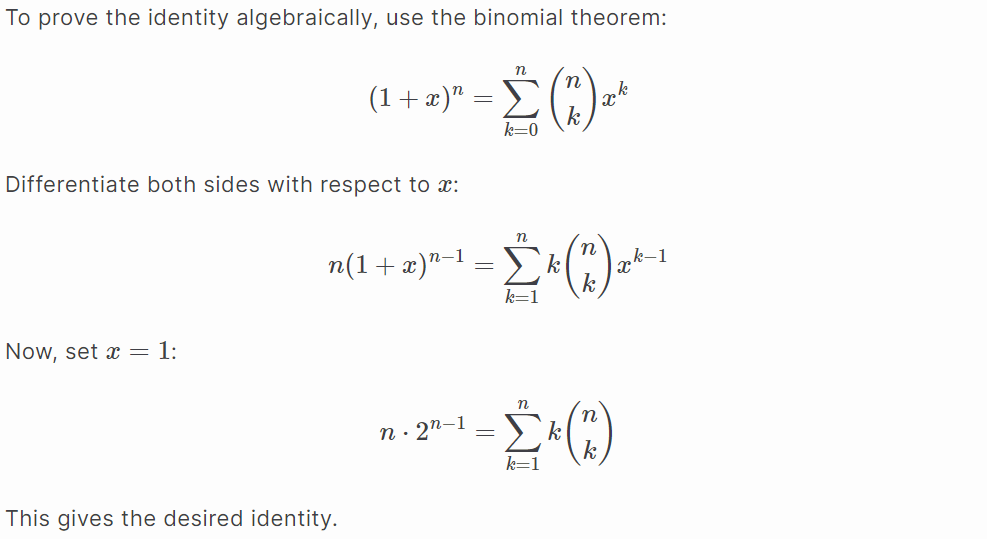 To prove the identity algebraically, use the binomial theorem:
$(1+x)^n = \sum_{k=0}^{n} \binom{n}{k} x^k$
Differentiate both sides with respect to $x$:
$n(1+x)^{n-1} = \sum_{k=1}^{n} k \binom{n}{k} x^{k-1}$
Now, set $x = 1$:
$n \cdot 2^{n-1} = \sum_{k=1}^{n} k \binom{n}{k}$
This gives the desired identity.